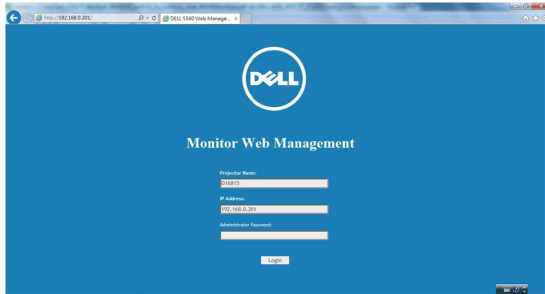 http://192.168.0.201/
DELL S560 Web Manage...
DELL
Monitor Web Management
Projector Name:
D16815
IP Address:
192.168.0.201
Administrator Password:
Login